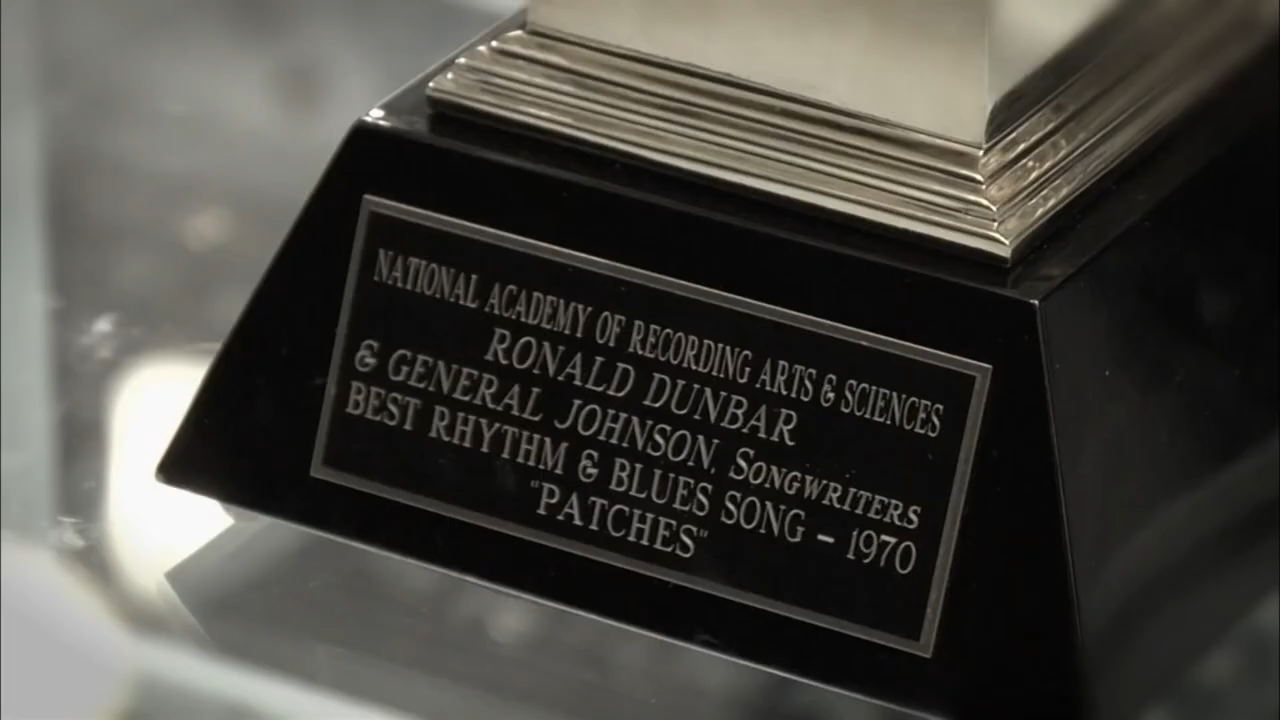 NATIONAL ACADEMY OF RECORDING ARTS & SCIENCES
RONALD DUNBAR
& GENERAL JOHNSON, SONGWRITERS
BEST RHYTHM & BLUES SONG – 1970
"PATCHES"